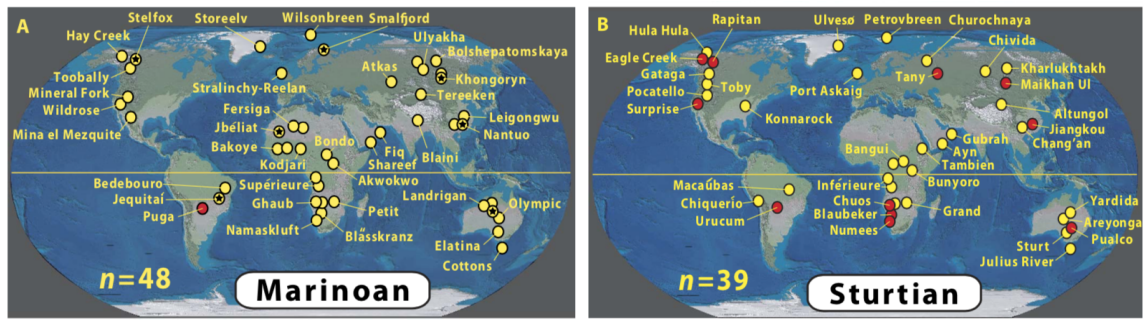 A
Stelfox
Storeelv
Wilsonbreen
Smalfjord
Hay Creek
Ulyakha
Bolshepatomskaya
Toobally
Atkas
Khongoryn
Mineral Fork
Stralinchy-Reelan
Tereeken
Wildrose
Fersiga
Leigongwu
Mina el Mezquite
Jbéliat
Bondo
Nantuo
Bakoye
Fiq
Blaini
Kodjari
Shareef
Akwokwo
Bedebouro
Supérieure
Landrigan
Olympic
Jequitaí
Ghaub
Petit
Puga
Namaskluft
Blässkranz
Elatina
Cottons
n=48
Marinoan
B
Rapitan
Ulvesø
Petrovbreen
Churochnaya
Hula Hula
Chivida
Eagle Creek
Kharlukhtakh
Gataga
Toby
Tany
Maikhan Ul
Pocatello
Port Askaig
Surprise
Altungol
Konnarock
Jiangkou
Gubrah
Chang'an
Bangui
Ayn
Tambien
Bunyoro
Macaúbas
Inférieure
Chiquerío
Chuos
Grand
Yardida
Urucum
Blaubeker
Areyonga
Numees
Pualco
Sturt
Julius River
n=39
Sturtian